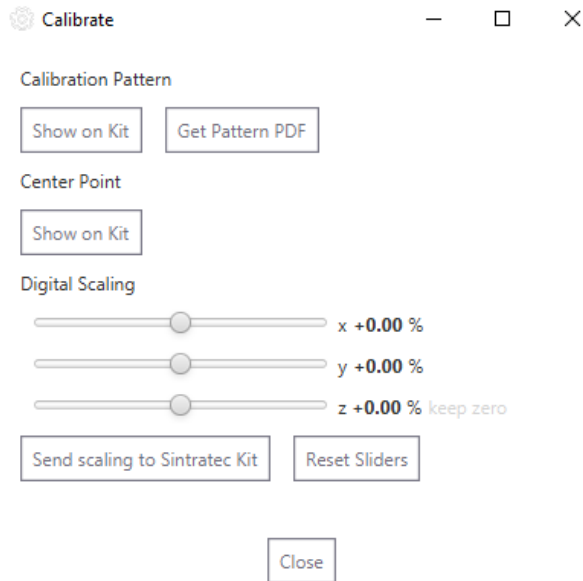 Calibrate
Calibration Pattern
Show on Kit Get Pattern PDF
Center Point
Show on Kit
Digital Scaling
x +0.00 %
y +0.00 %
z +0.00 % keep zero
Send scaling to Sintratec Kit Reset Sliders
Close